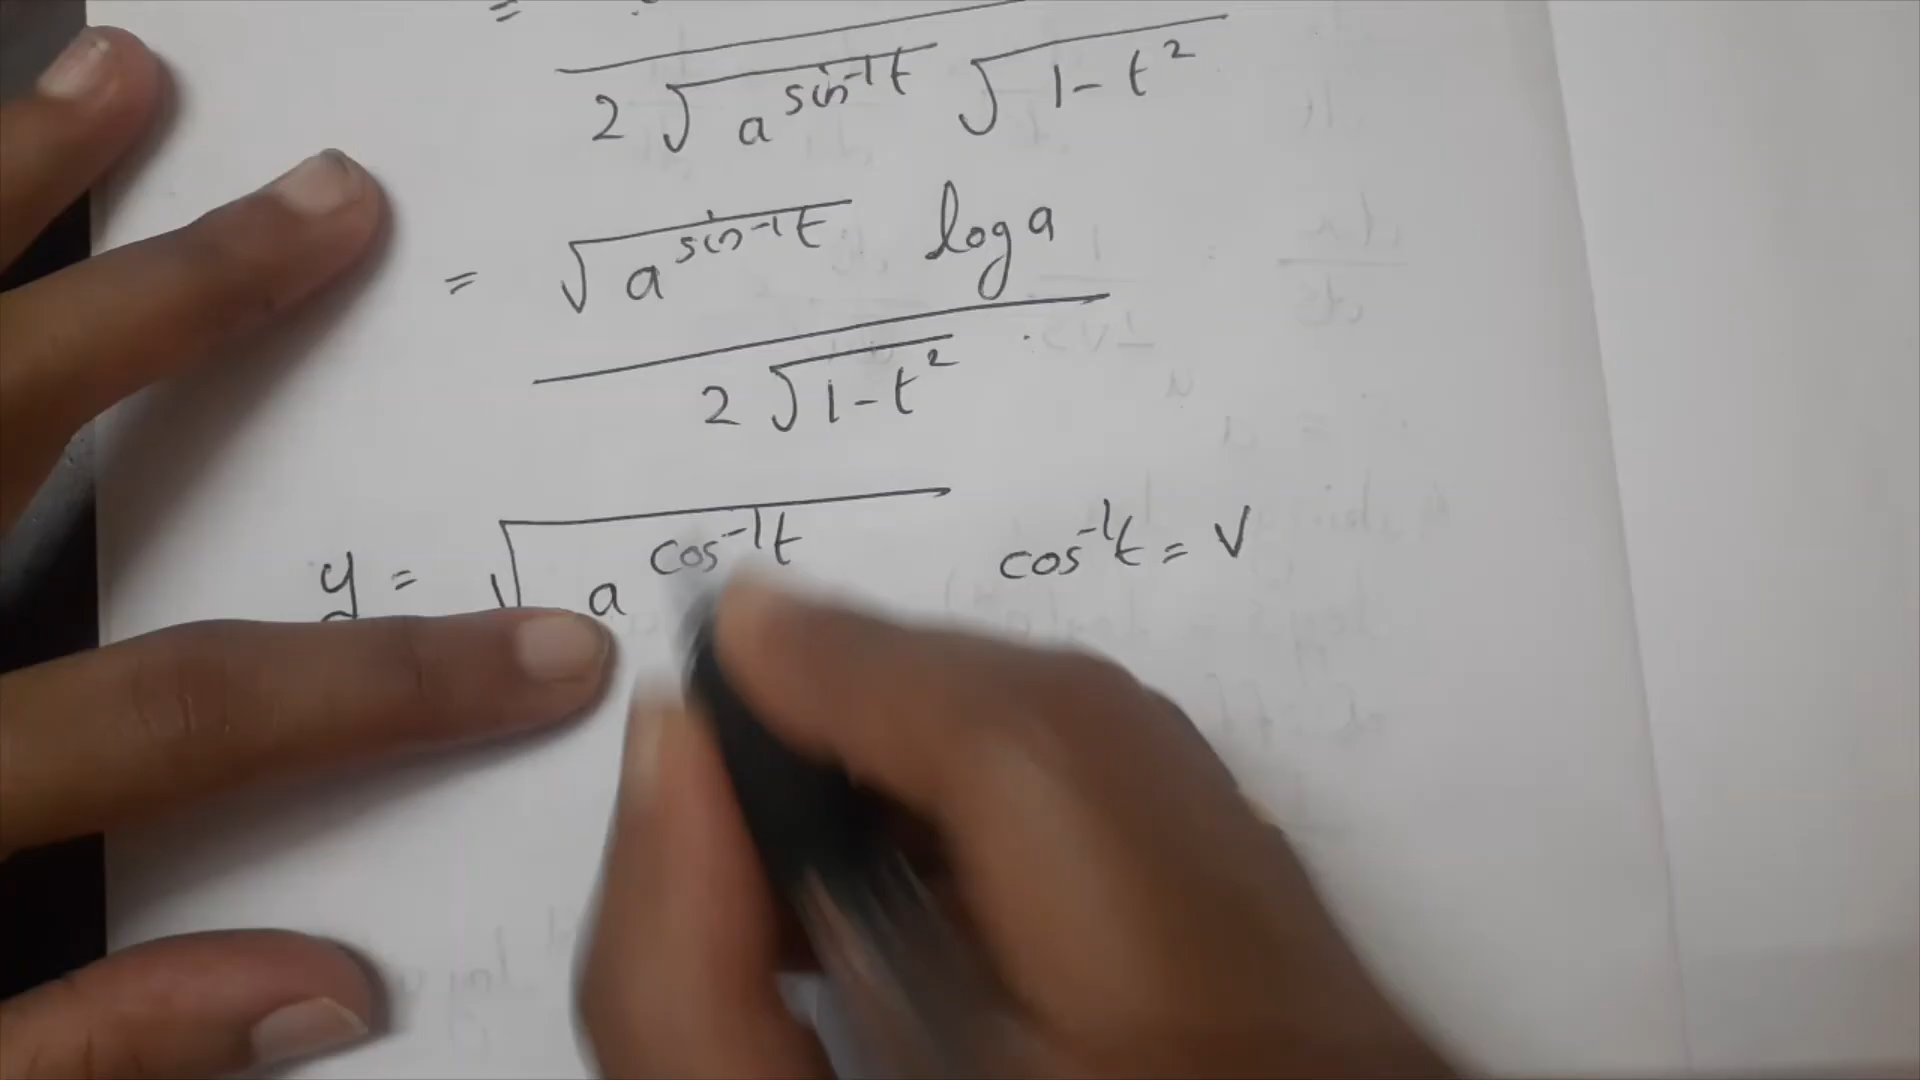 =
2√(a^(sin⁻¹t)) √(1-t²)
= √(a^(sin⁻¹t)) log a
2√(1-t²)
y = √(a^(cos⁻¹t)) cos⁻¹t = v